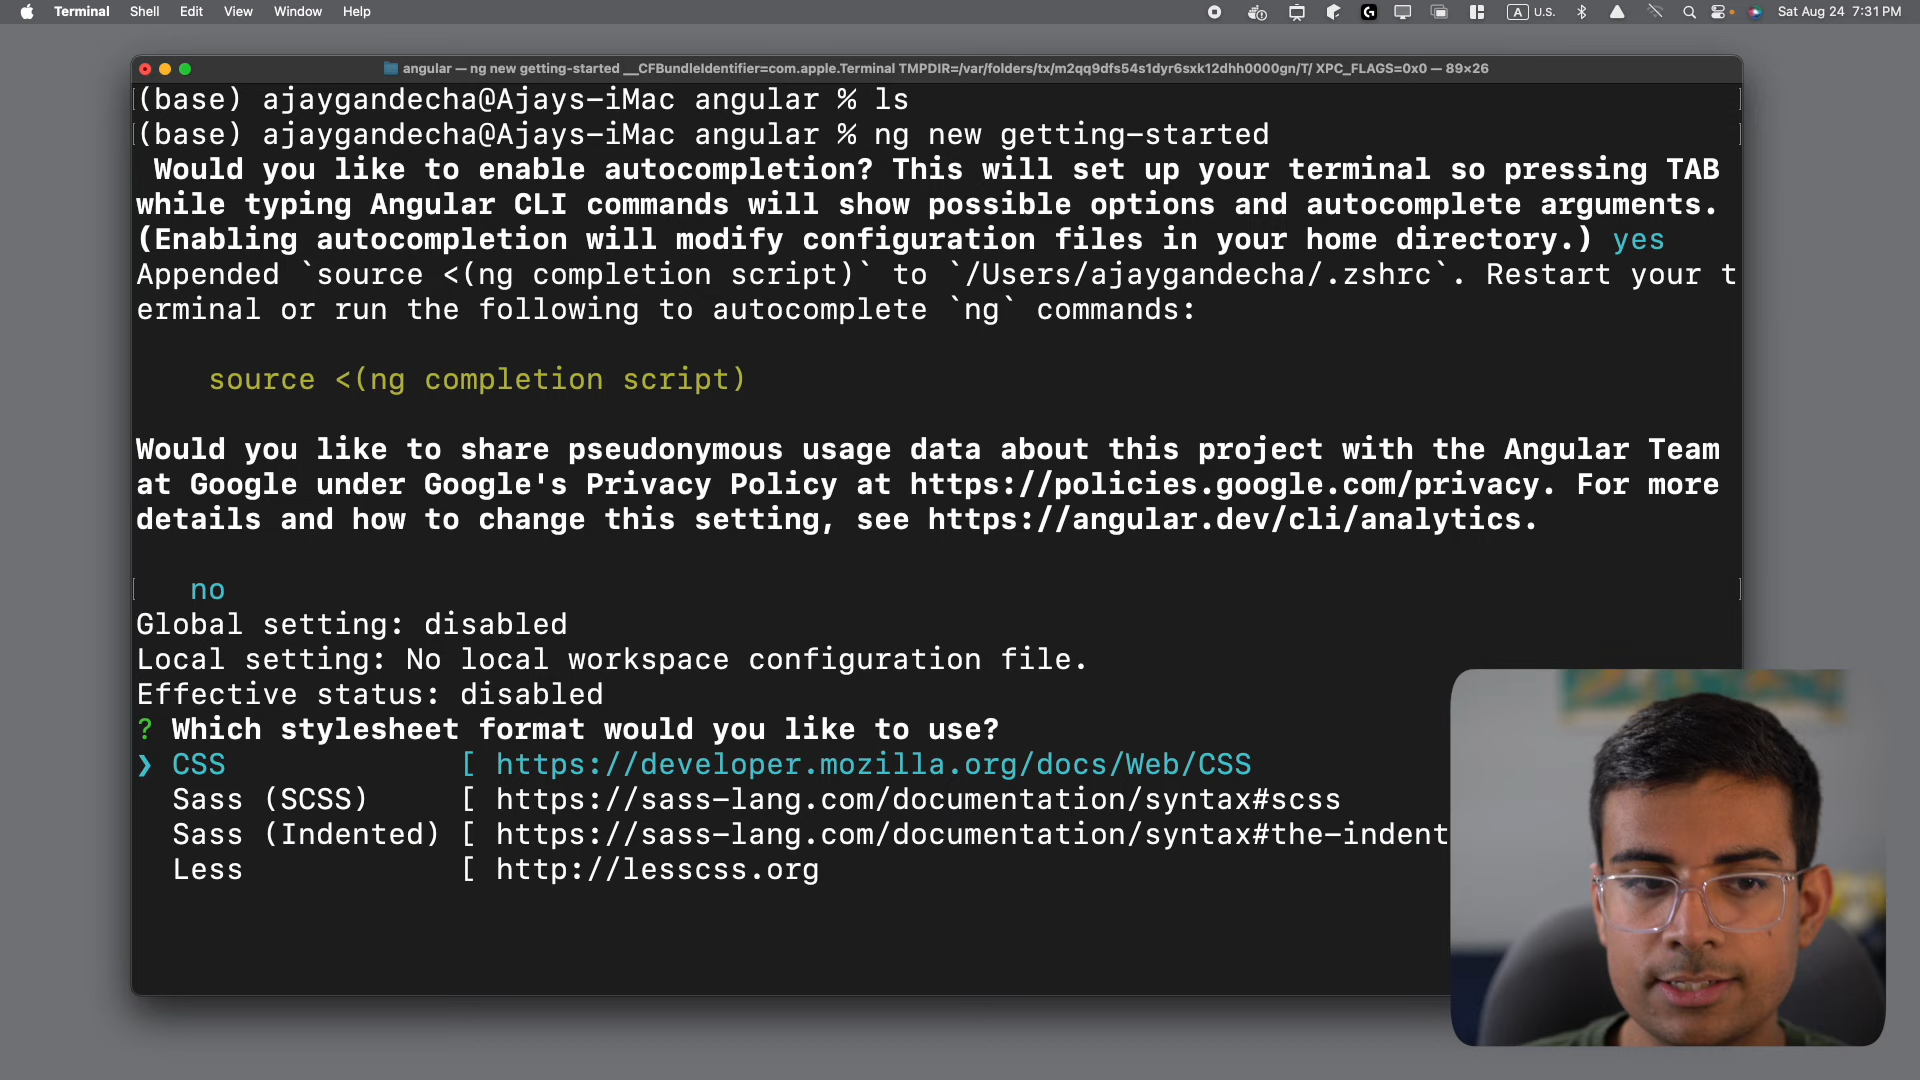 Terminal Shell Edit View Window Help A U.S. Sat Aug 24 7:31 PM
angular — ng new getting-started __CFBundleIdentifier=com.apple.Terminal TMPDIR=/var/folders/tx/m2qq9dfs54s1dyr6sxk12dhh0000gn/T/ XPC_FLAGS=0x0 — 89×26
(base) ajaygandecha@Ajays-iMac angular % ls
(base) ajaygandecha@Ajays-iMac angular % ng new getting-started
Would you like to enable autocompletion? This will set up your terminal so pressing TAB
while typing Angular CLI commands will show possible options and autocomplete arguments.
(Enabling autocompletion will modify configuration files in your home directory.) yes
Appended `source <(ng completion script)` to `/Users/ajaygandecha/.zshrc`. Restart your t
erminal or run the following to autocomplete `ng` commands:
source <(ng completion script)
Would you like to share pseudonymous usage data about this project with the Angular Team
at Google under Google's Privacy Policy at https://policies.google.com/privacy. For more
details and how to change this setting, see https://angular.dev/cli/analytics.
no
Global setting: disabled
Local setting: No local workspace configuration file.
Effective status: disabled
? Which stylesheet format would you like to use?
❯ CSS [ https://developer.mozilla.org/docs/Web/CSS
Sass (SCSS) [ https://sass-lang.com/documentation/syntax#scss
Sass (Indented) [ https://sass-lang.com/documentation/syntax#the-indent
Less [ http://lesscss.org